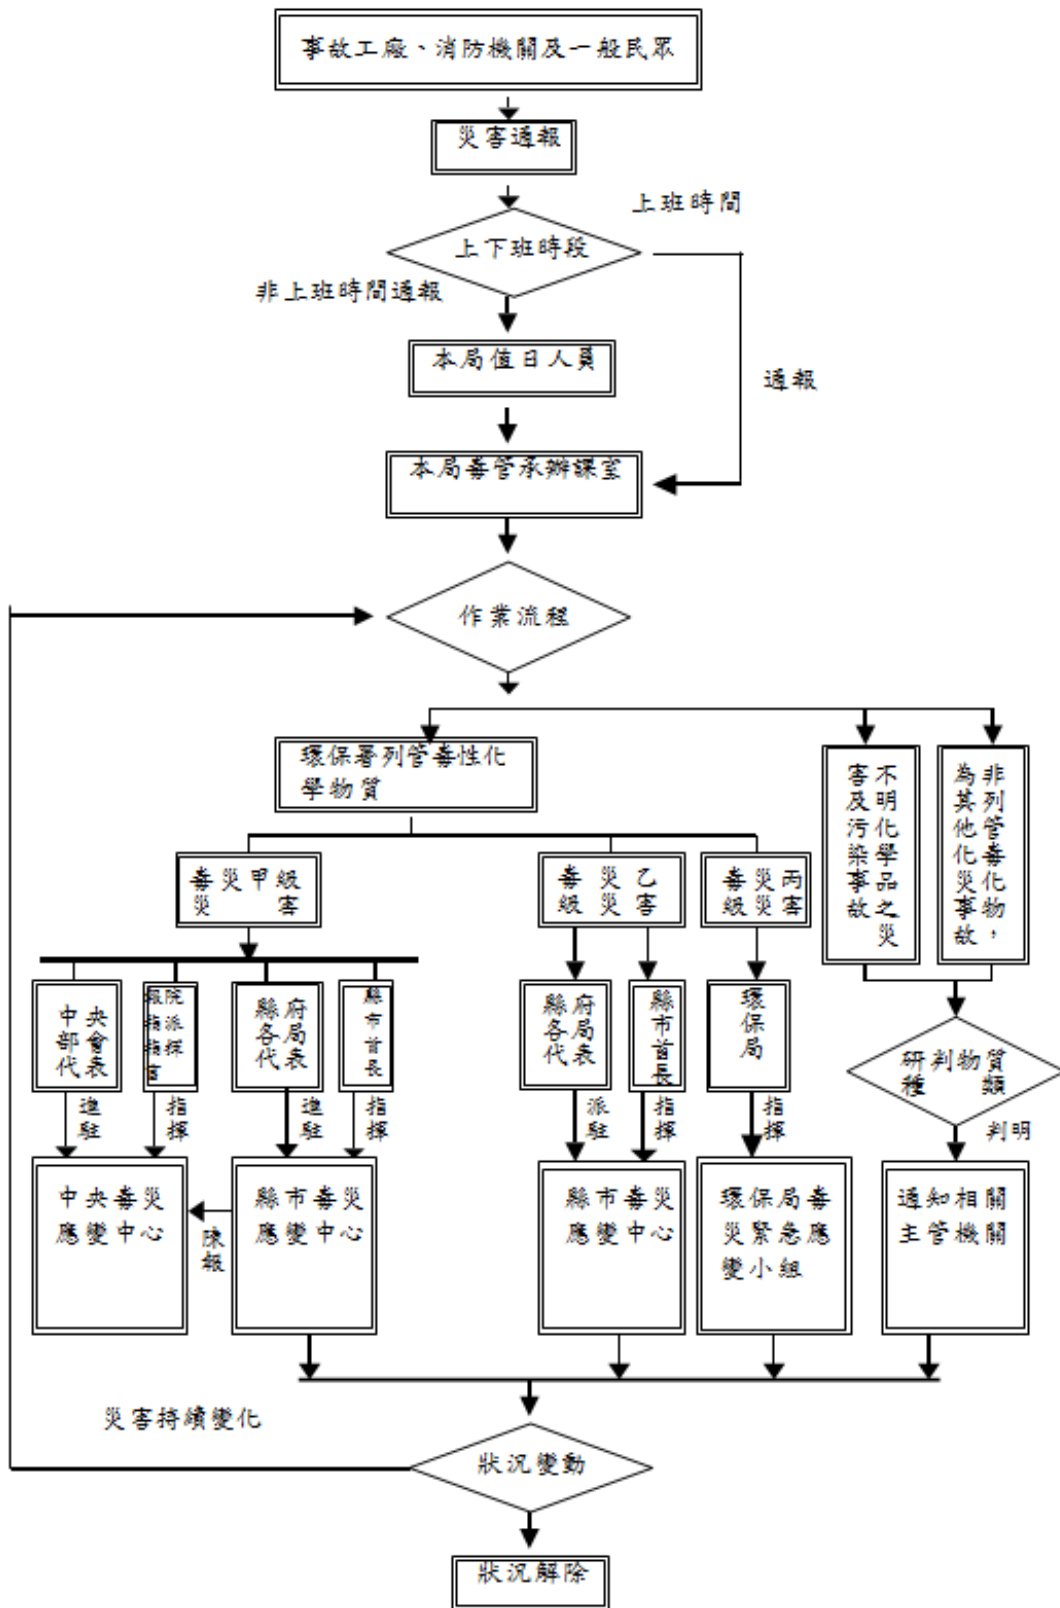 事故工廠、消防機關及一般民眾
災害通報
上班時間
上下班時段
非上班時間通報
本局值日人員
通報
本局毒管承辦課室
作業流程
環保署列管毒性化
學物質
不明化學品之災
害及污染事故
非列管毒化物，
為其他化災事故
毒災甲級
災害
毒災乙
級災害
毒災丙
級災害
中央
部會
代表
報院
指派
指揮
官
縣府
各局
代表
縣市首長
縣府
各局
代表
縣市首長
環保局
研判物質
種類
進駐
指揮
進駐
指揮
派駐
指揮
指揮
判明
中央毒災
應變中心
陳報
縣市毒災
應變中心
縣市毒災
應變中心
環保局毒
災緊急應
變小組
通知相關
主管機關
災害持續變化
狀況變動
狀況解除